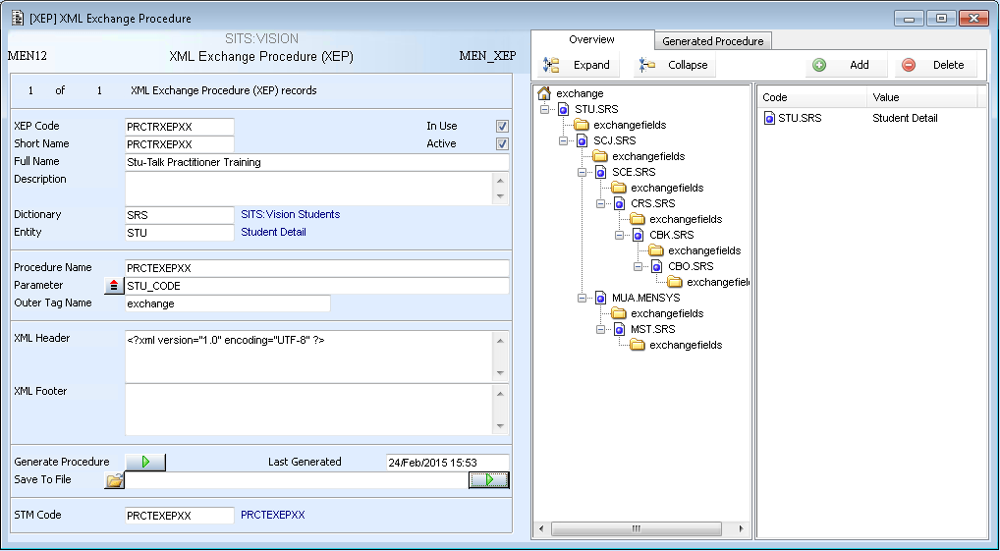 [XEP] XML Exchange Procedure
SITS:VISION
MEN12 XML Exchange Procedure (XEP) MEN_XEP
1 of 1 XML Exchange Procedure (XEP) records
XEP Code PRCTRXEPXX In Use
Short Name PRCTRXEPXX Active
Full Name Stu-Talk Practitioner Training
Description
Dictionary SRS SITS:Vision Students
Entity STU Student Detail
Procedure Name PRCTEXEPXX
Parameter STU_CODE
Outer Tag Name exchange
XML Header <?xml version="1.0" encoding="UTF-8" ?>
XML Footer
Generate Procedure Last Generated 24/Feb/2015 15:53
Save To File
STM Code PRCTEXEPXX PRCTEXEPXX
Overview Generated Procedure
Expand Collapse Add Delete
exchange
STU.SRS
exchangefields
SCJ.SRS
exchangefields
SCE.SRS
exchangefields
CRS.SRS
exchangefields
CBK.SRS
exchangefields
CBO.SRS
exchangefiel
MUA.MENSYS
exchangefields
MST.SRS
exchangefields
Code Value
STU.SRS Student Detail